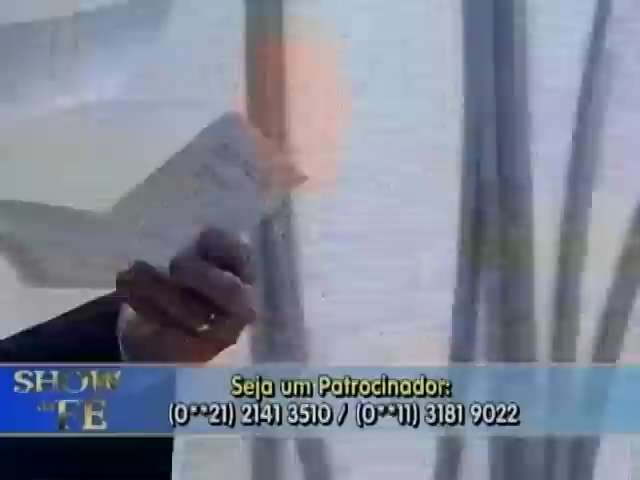 SHOW
da FÉ
Seja um Patrocinador:
(0**21) 2141 3510 / (0**11) 3181 9022